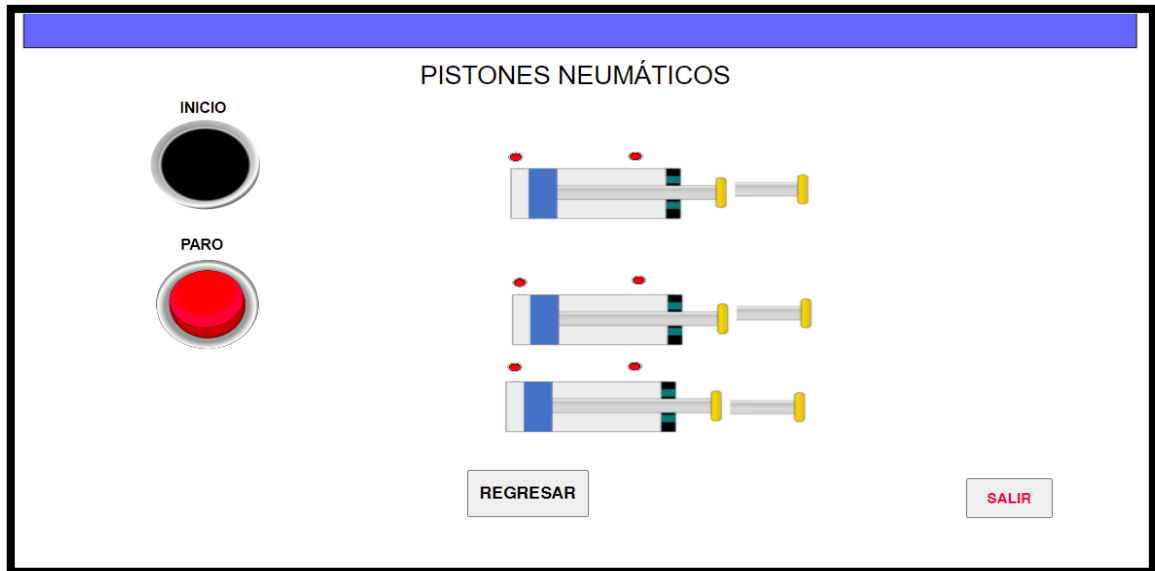 PISTONES NEUMÁTICOS
INICIO
PARO
REGRESAR
SALIR